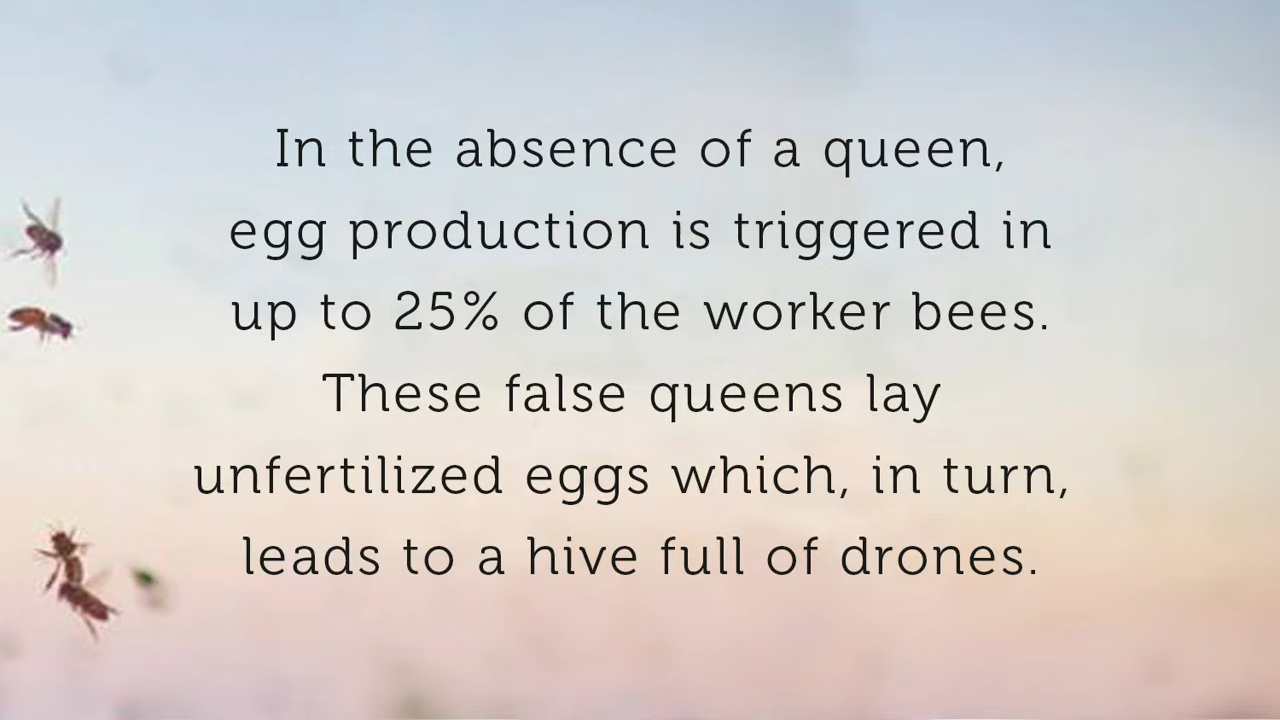 In the absence of a queen,
egg production is triggered in
up to 25% of the worker bees.
These false queens lay
unfertilized eggs which, in turn,
leads to a hive full of drones.